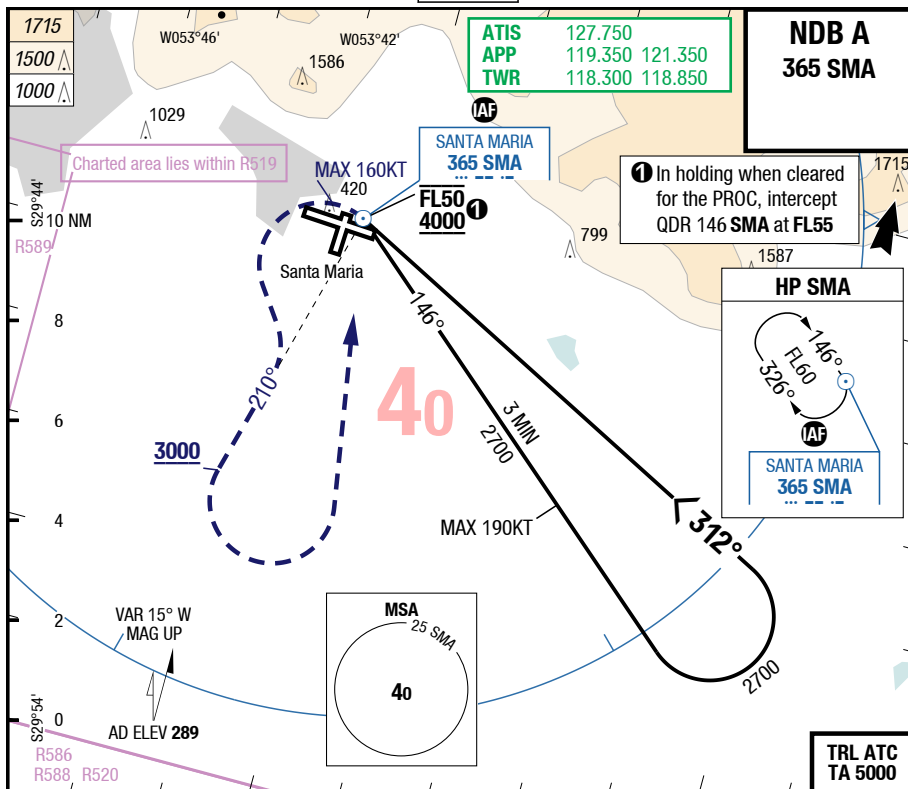 1715
1500
1000
W053°46'
W053°42'
1586
ATIS 127.750
APP 119.350 121.350
TWR 118.300 118.850
NDB A
365 SMA
1029
IAF
Charted area lies within R519
MAX 160KT
SANTA MARIA
365 SMA
420
FL50
4000 1
1 In holding when cleared
for the PROC, intercept
QDR 146 SMA at FL55
1715
S29°44'
10 NM
R589
Santa Maria
799
1587
HP SMA
146°
FL60
326°
IAF
SANTA MARIA
365 SMA
8
146°
210°
40
6
3 MIN
2700
3000
4
MAX 190KT
312°
2
VAR 15° W
MAG UP
MSA
25 SMA
40
2700
S29°54'
0
AD ELEV 289
R586
R588 R520
TRL ATC
TA 5000